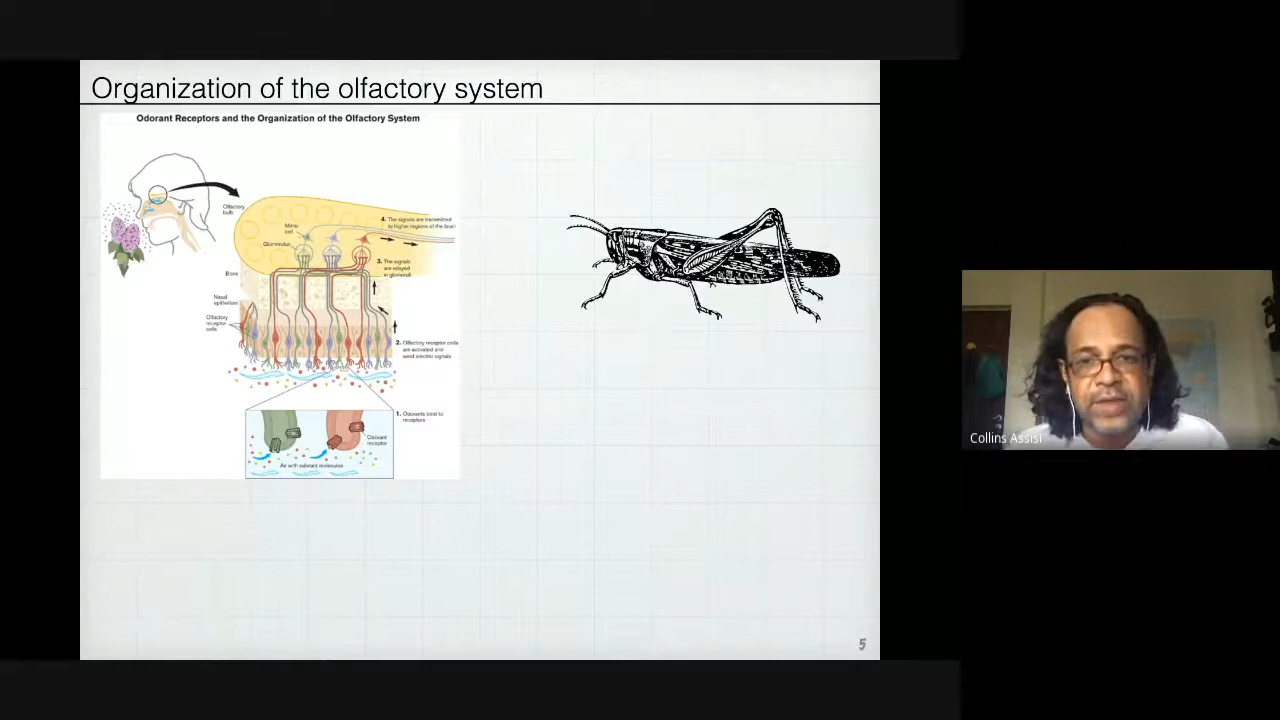 Organization of the olfactory system
Odorant Receptors and the Organization of the Olfactory System
Olfactory
bulb
4. The signals are transmitted
to higher regions of the brain
Mitral
cell
Glomerulus
3. The signals
are relayed
in glomeruli
Bone
Nasal
epithelium
Olfactory
receptor
cells
2. Olfactory receptor cells
are activated and
send electric signals
1. Odorants bind to
receptors
Odorant
receptor
Air with odorant molecules
Collins Assisi
5